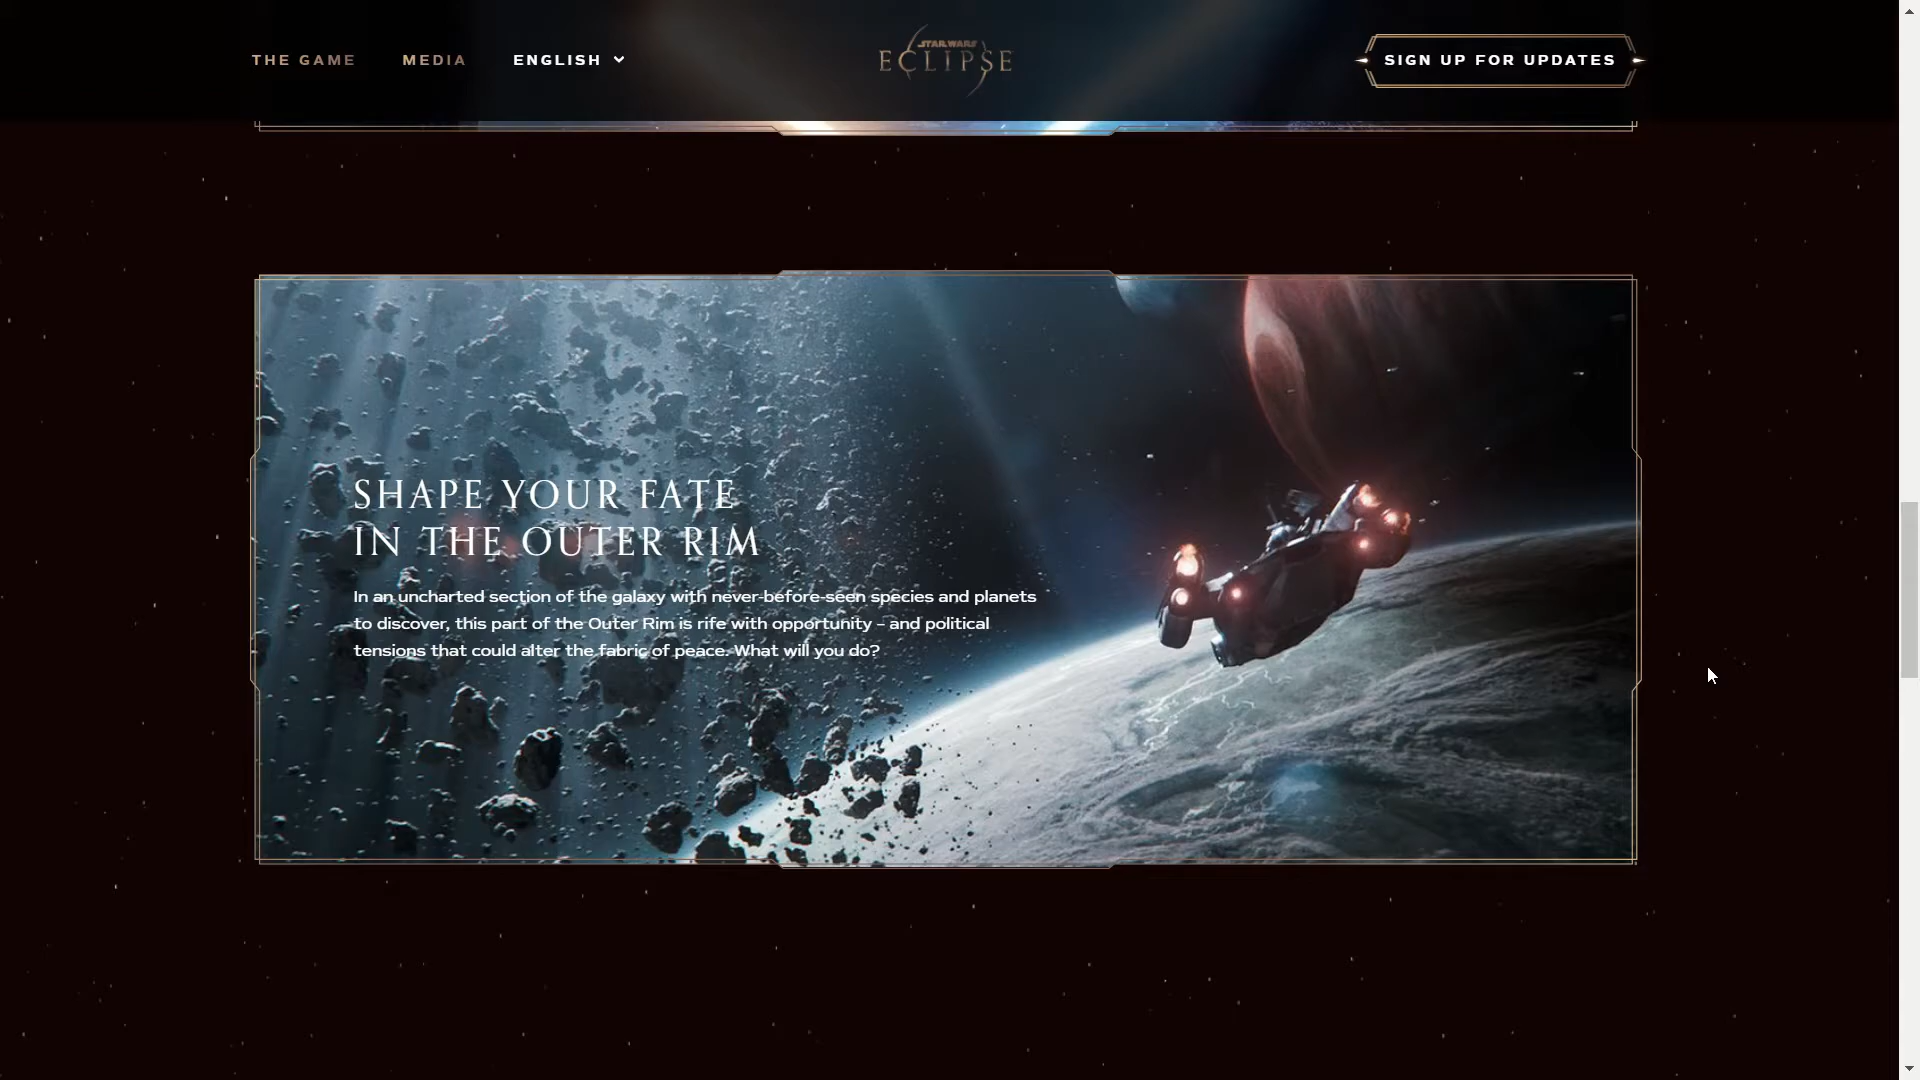 THE GAME
MEDIA
ENGLISH
STAR WARS
ECLIPSE
SIGN UP FOR UPDATES
SHAPE YOUR FATE
IN THE OUTER RIM
In an uncharted section of the galaxy with never-before-seen species and planets
to discover, this part of the Outer Rim is rife with opportunity – and political
tensions that could alter the fabric of peace. What will you do?